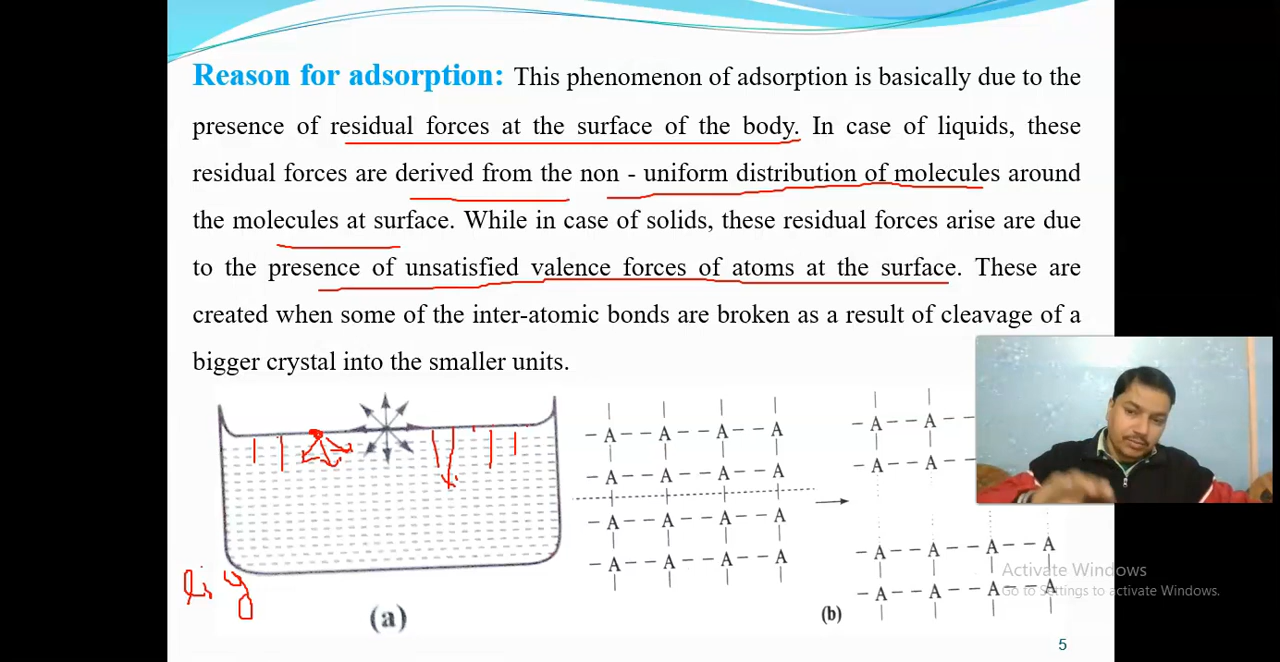 Reason for adsorption: This phenomenon of adsorption is basically due to the
presence of residual forces at the surface of the body. In case of liquids, these
residual forces are derived from the non - uniform distribution of molecules around
the molecules at surface. While in case of solids, these residual forces arise are due
to the presence of unsatisfied valence forces of atoms at the surface. These are
created when some of the inter-atomic bonds are broken as a result of cleavage of a
bigger crystal into the smaller units.
A A A A
A A A A
A A A A
A A A A
A A
A A
A A A A
A A A A
Activate Windows
Go to Settings to activate Windows.
liq
(a)
(b)
5